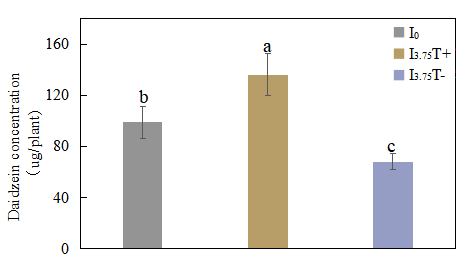 Daidzein concentration
(ug/plant)
160
120
80
40
0
b
a
c
I₀
I₃.₇₅T+
I₃.₇₅T-